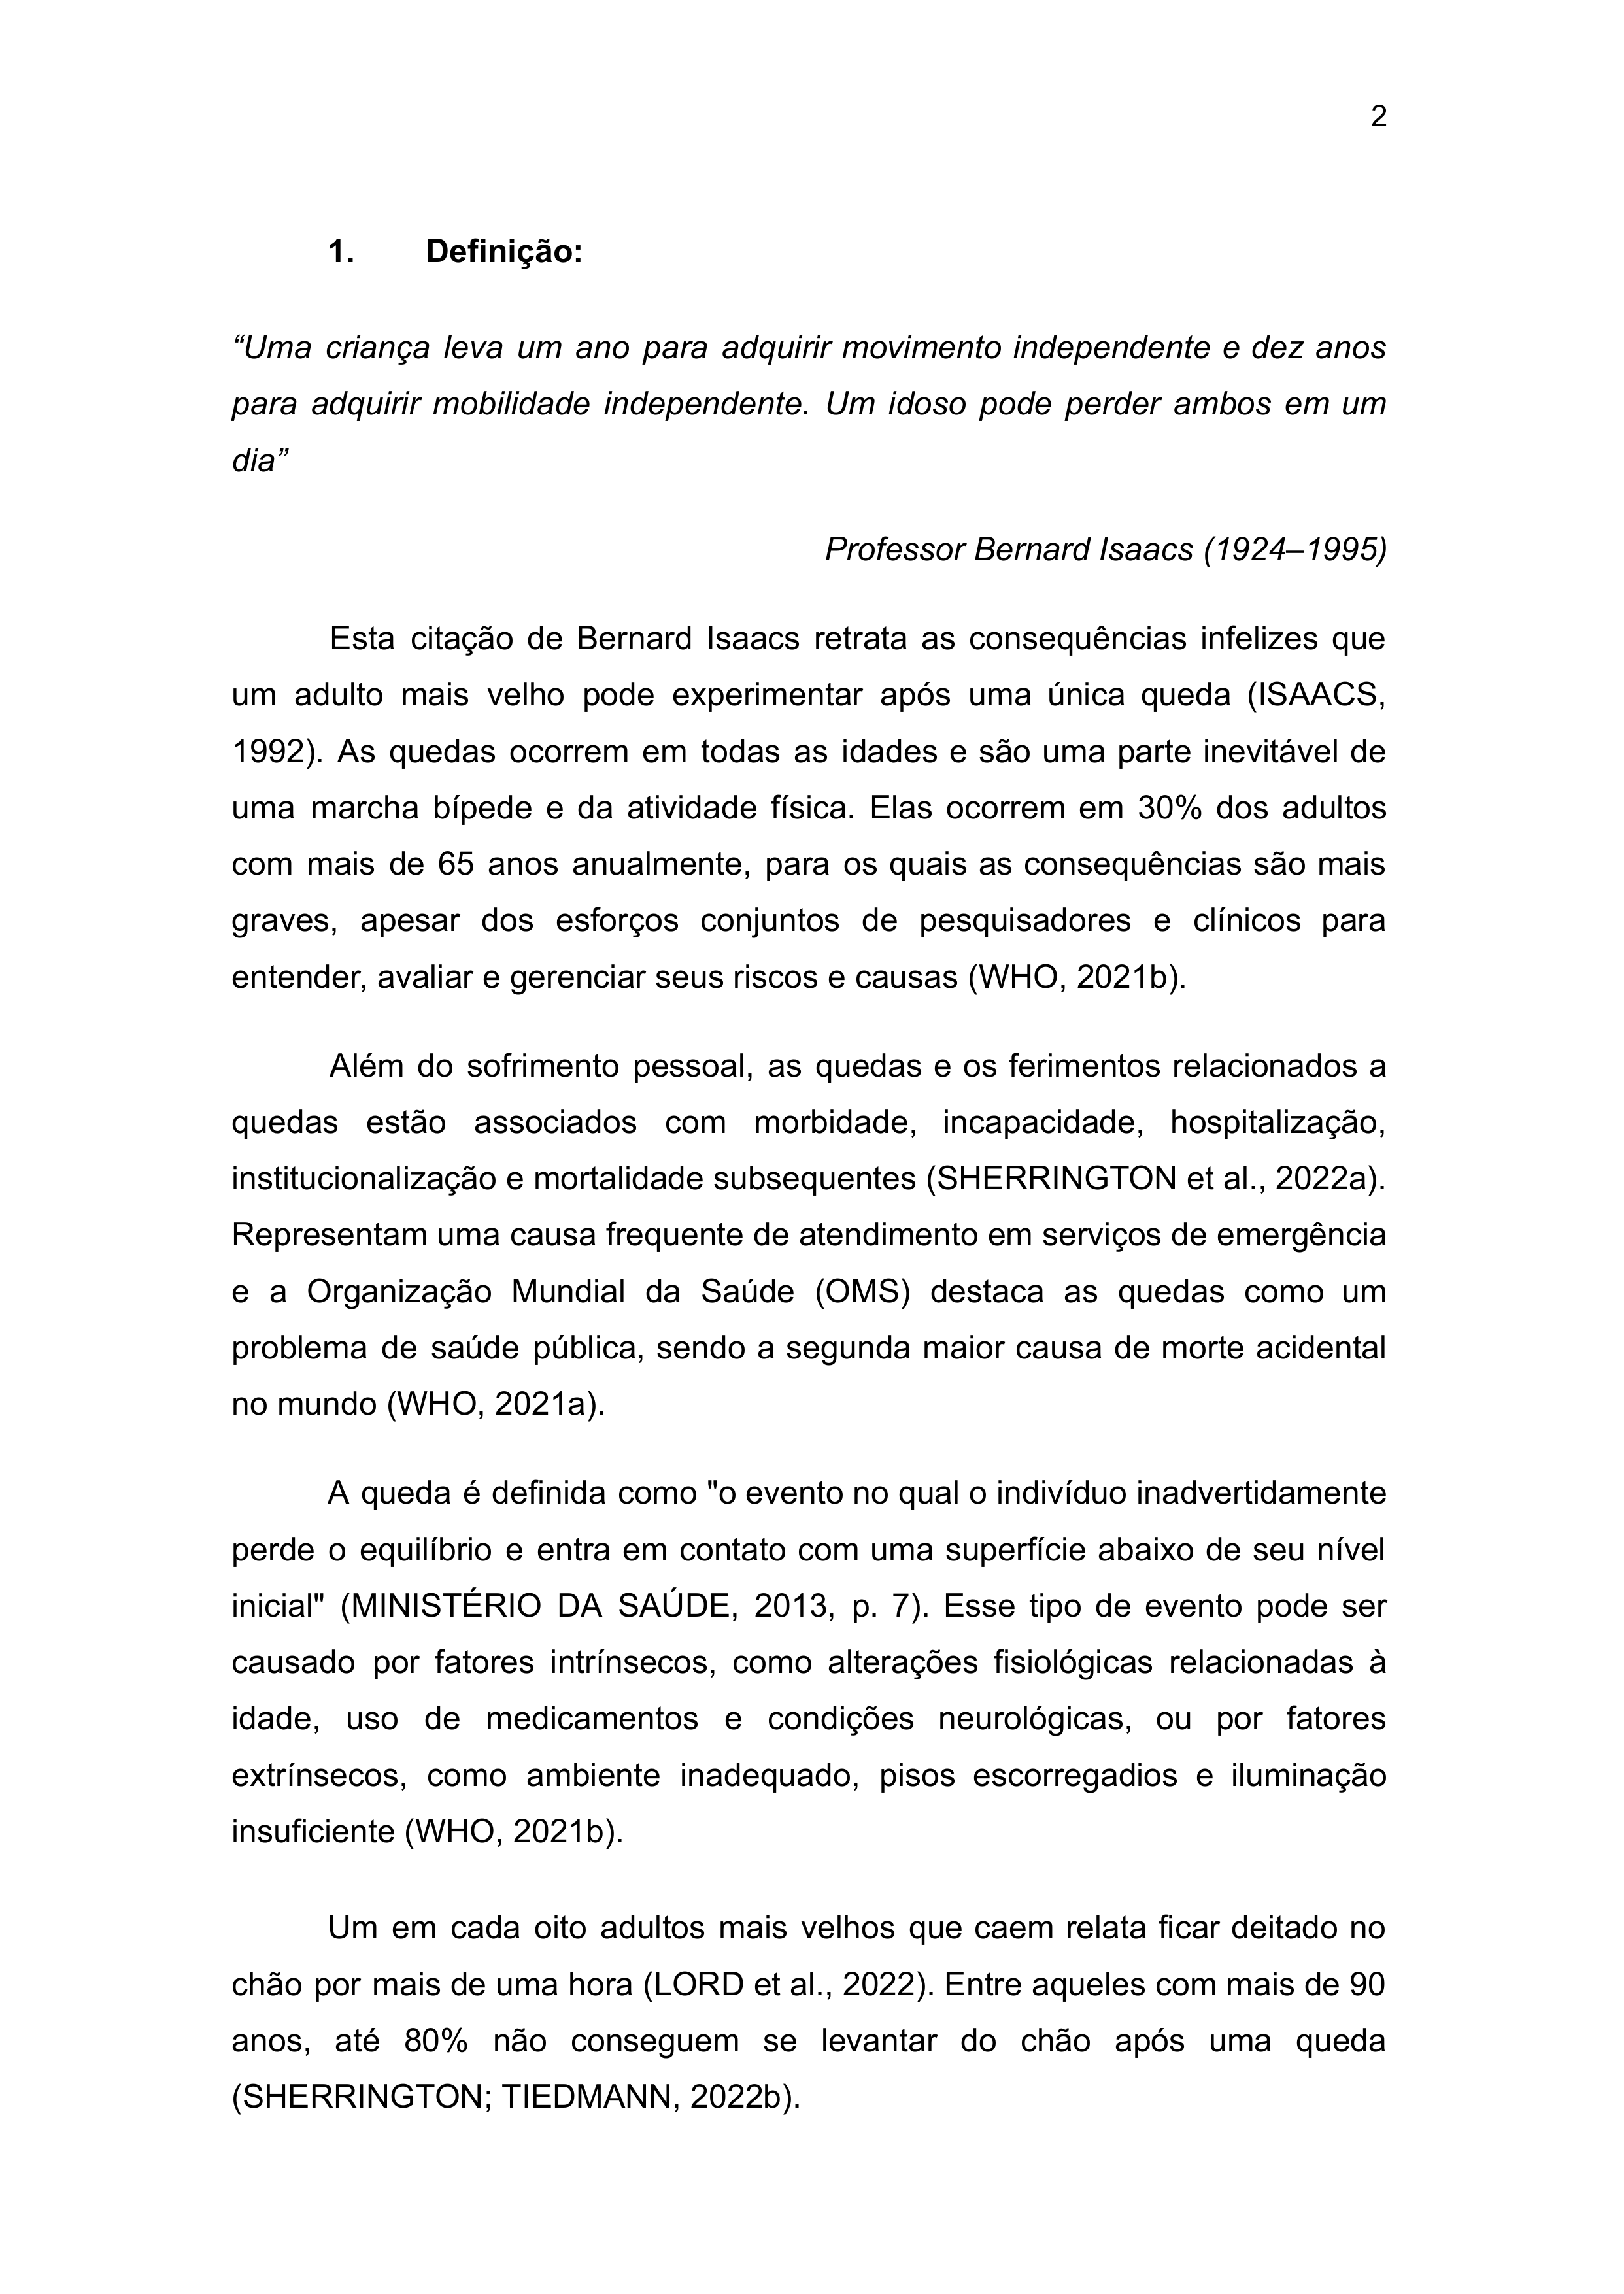 2
1. Definição:
“Uma criança leva um ano para adquirir movimento independente e dez anos
para adquirir mobilidade independente. Um idoso pode perder ambos em um
dia”
Professor Bernard Isaacs (1924–1995)
Esta citação de Bernard Isaacs retrata as consequências infelizes que
um adulto mais velho pode experimentar após uma única queda (ISAACS,
1992). As quedas ocorrem em todas as idades e são uma parte inevitável de
uma marcha bípede e da atividade física. Elas ocorrem em 30% dos adultos
com mais de 65 anos anualmente, para os quais as consequências são mais
graves, apesar dos esforços conjuntos de pesquisadores e clínicos para
entender, avaliar e gerenciar seus riscos e causas (WHO, 2021b).
Além do sofrimento pessoal, as quedas e os ferimentos relacionados a
quedas estão associados com morbidade, incapacidade, hospitalização,
institucionalização e mortalidade subsequentes (SHERRINGTON et al., 2022a).
Representam uma causa frequente de atendimento em serviços de emergência
e a Organização Mundial da Saúde (OMS) destaca as quedas como um
problema de saúde pública, sendo a segunda maior causa de morte acidental
no mundo (WHO, 2021a).
A queda é definida como "o evento no qual o indivíduo inadvertidamente
perde o equilíbrio e entra em contato com uma superfície abaixo de seu nível
inicial" (MINISTÉRIO DA SAÚDE, 2013, p. 7). Esse tipo de evento pode ser
causado por fatores intrínsecos, como alterações fisiológicas relacionadas à
idade, uso de medicamentos e condições neurológicas, ou por fatores
extrínsecos, como ambiente inadequado, pisos escorregadios e iluminação
insuficiente (WHO, 2021b).
Um em cada oito adultos mais velhos que caem relata ficar deitado no
chão por mais de uma hora (LORD et al., 2022). Entre aqueles com mais de 90
anos, até 80% não conseguem se levantar do chão após uma queda
(SHERRINGTON; TIEDMANN, 2022b).